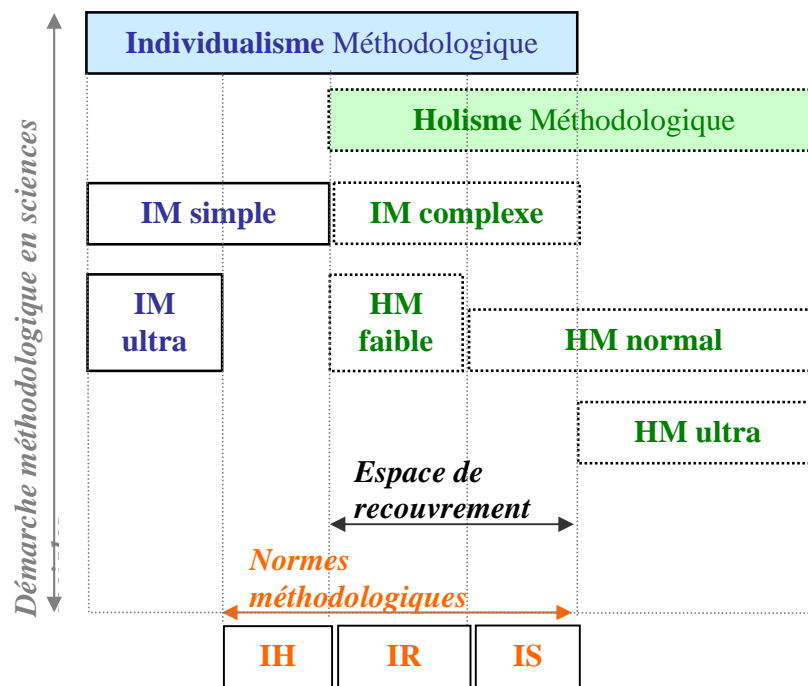 Individualisme Méthodologique
Holisme Méthodologique
IM simple
IM complexe
IM
ultra
HM
faible
HM normal
HM ultra
Espace de
recouvrement
Normes
méthodologiques
IH
IR
IS
Démarche méthodologique en sciences